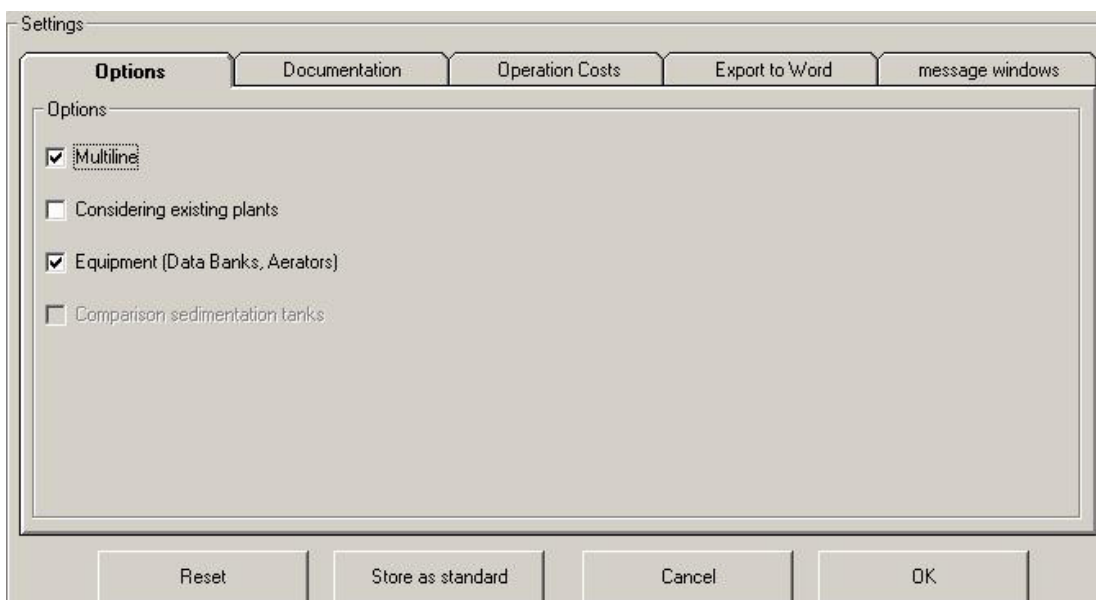 Settings
Options Documentation Operation Costs Export to Word message windows
Options
Multiline
Considering existing plants
Equipment (Data Banks, Aerators)
Comparison sedimentation tanks
Reset Store as standard Cancel OK